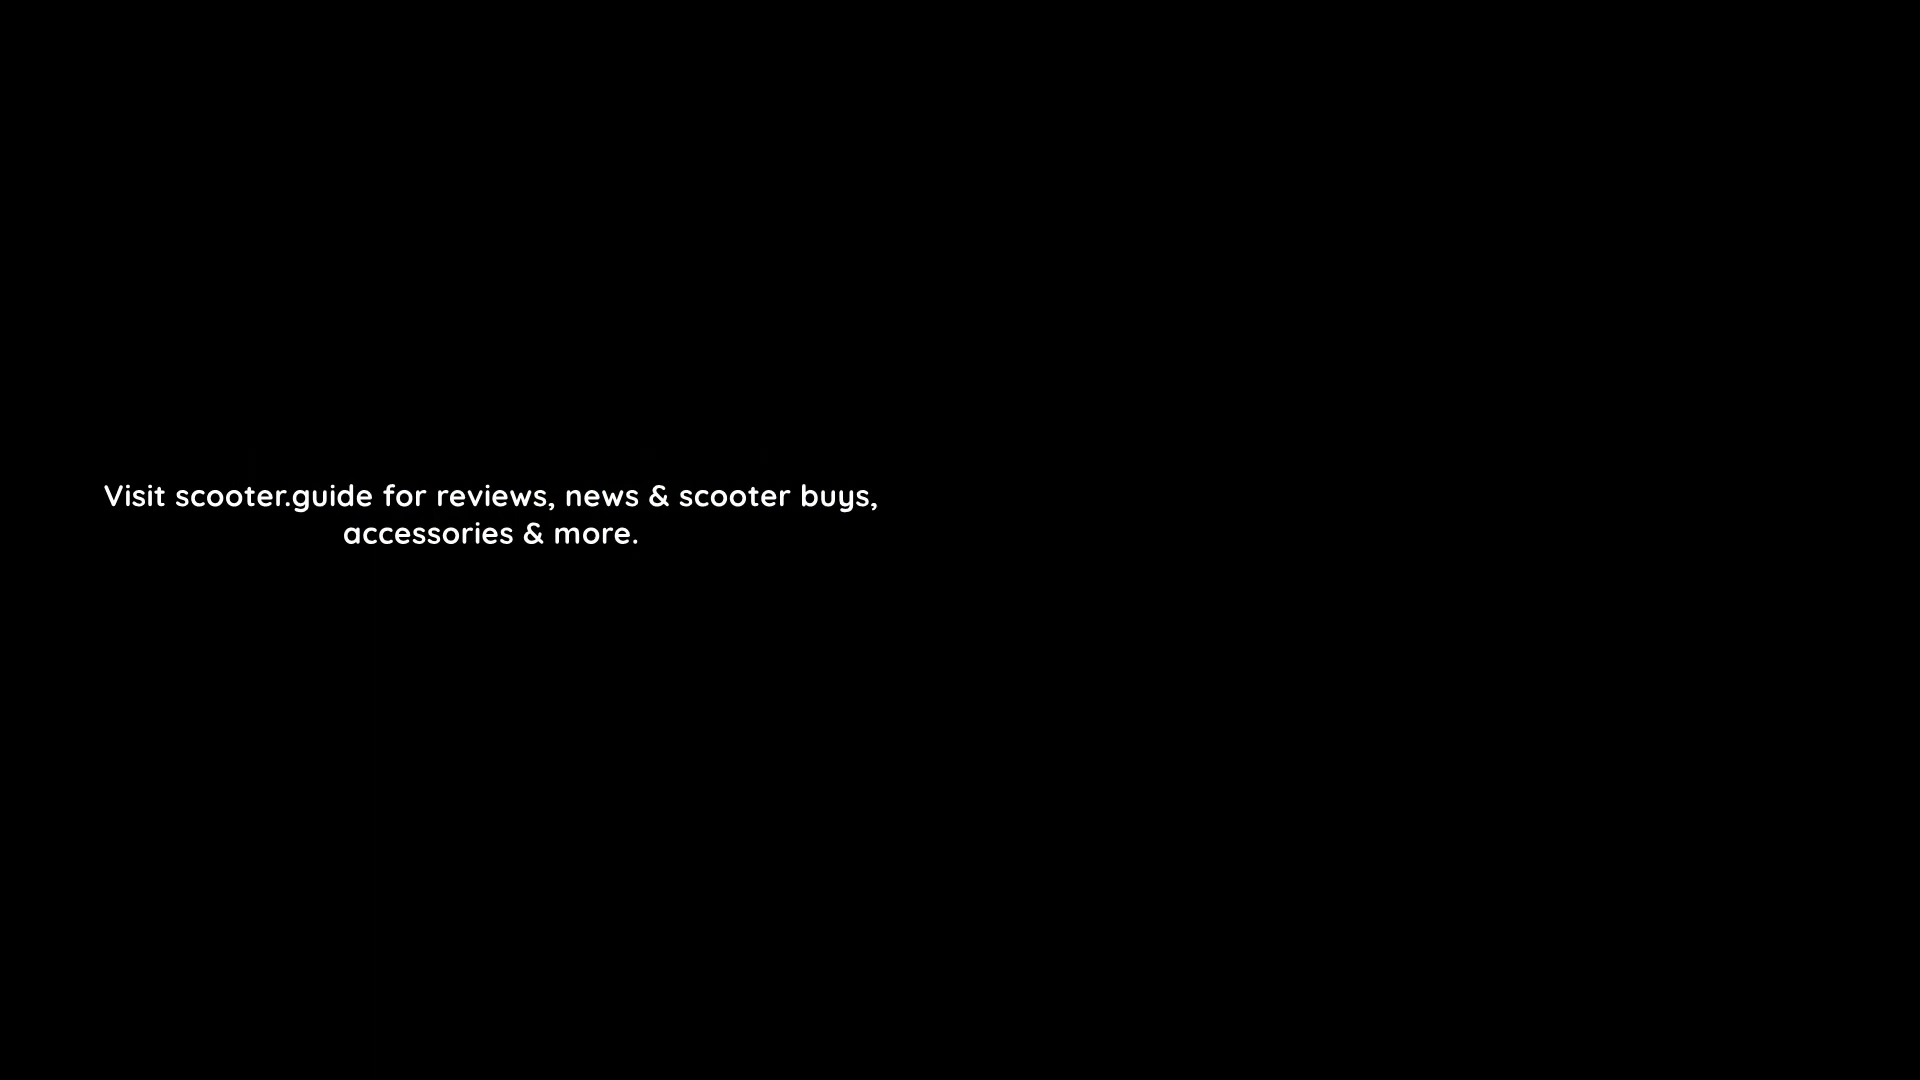 Visit scooter.guide for reviews, news & scooter buys,
accessories & more.